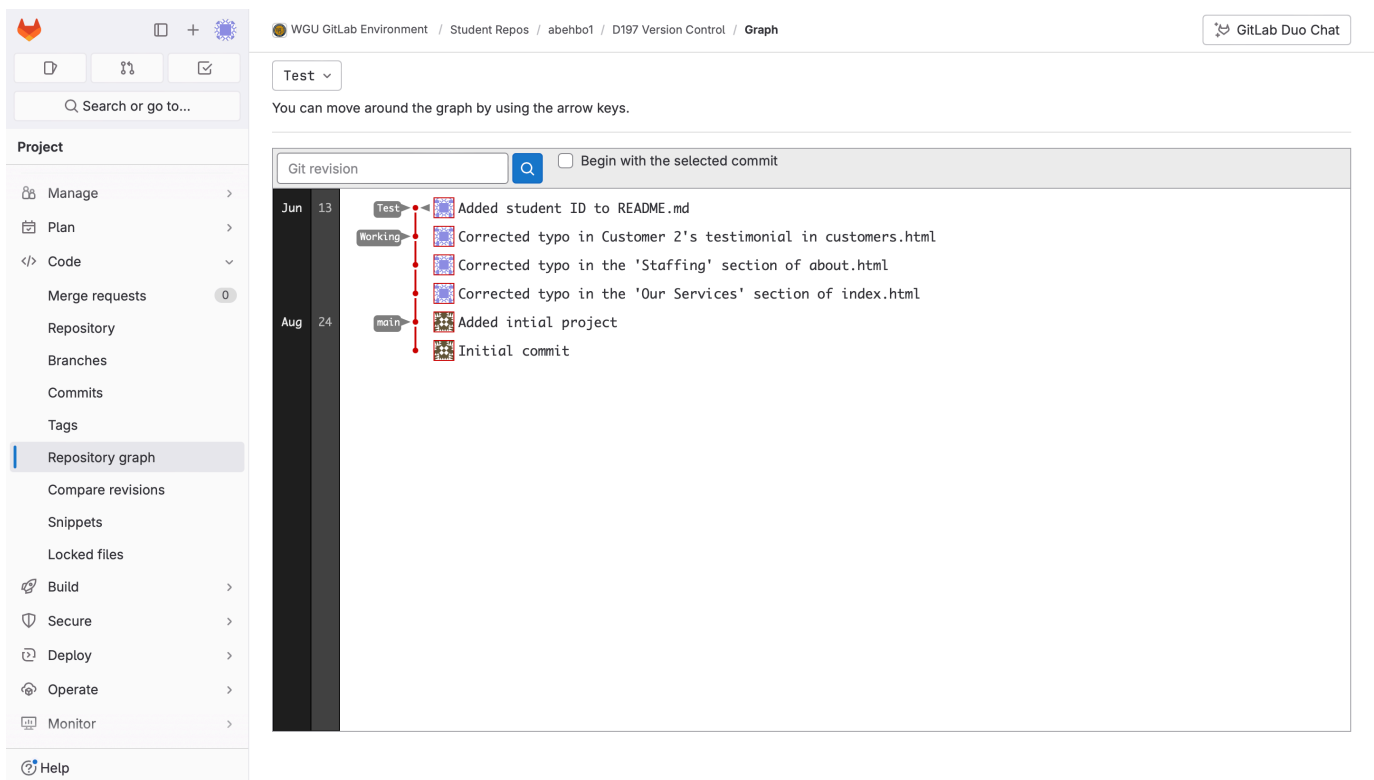 WGU GitLab Environment / Student Repos / abehbo1 / D197 Version Control / Graph
GitLab Duo Chat
Search or go to...
Project
Manage
Plan
Code
Merge requests 0
Repository
Branches
Commits
Tags
Repository graph
Compare revisions
Snippets
Locked files
Build
Secure
Deploy
Operate
Monitor
Help
Test
You can move around the graph by using the arrow keys.
Git revision
Begin with the selected commit
Jun 13 Test Added student ID to README.md
Working Corrected typo in Customer 2's testimonial in customers.html
Corrected typo in the 'Staffing' section of about.html
Corrected typo in the 'Our Services' section of index.html
Aug 24 main Added intial project
Initial commit